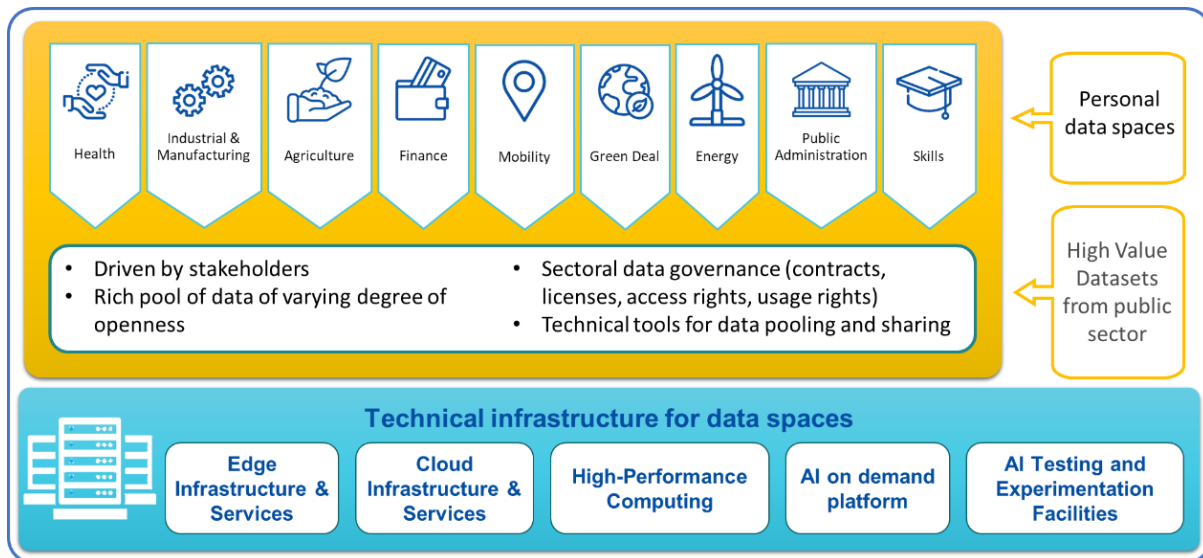 Health
Industrial &
Manufacturing
Agriculture
Finance
Mobility
Green Deal
Energy
Public
Administration
Skills
Personal
data spaces
• Driven by stakeholders
• Rich pool of data of varying degree of
openness
• Sectoral data governance (contracts,
licenses, access rights, usage rights)
• Technical tools for data pooling and sharing
High Value
Datasets
from public
sector
Technical infrastructure for data spaces
Edge
Infrastructure &
Services
Cloud
Infrastructure &
Services
High-Performance
Computing
AI on demand
platform
AI Testing and
Experimentation
Facilities